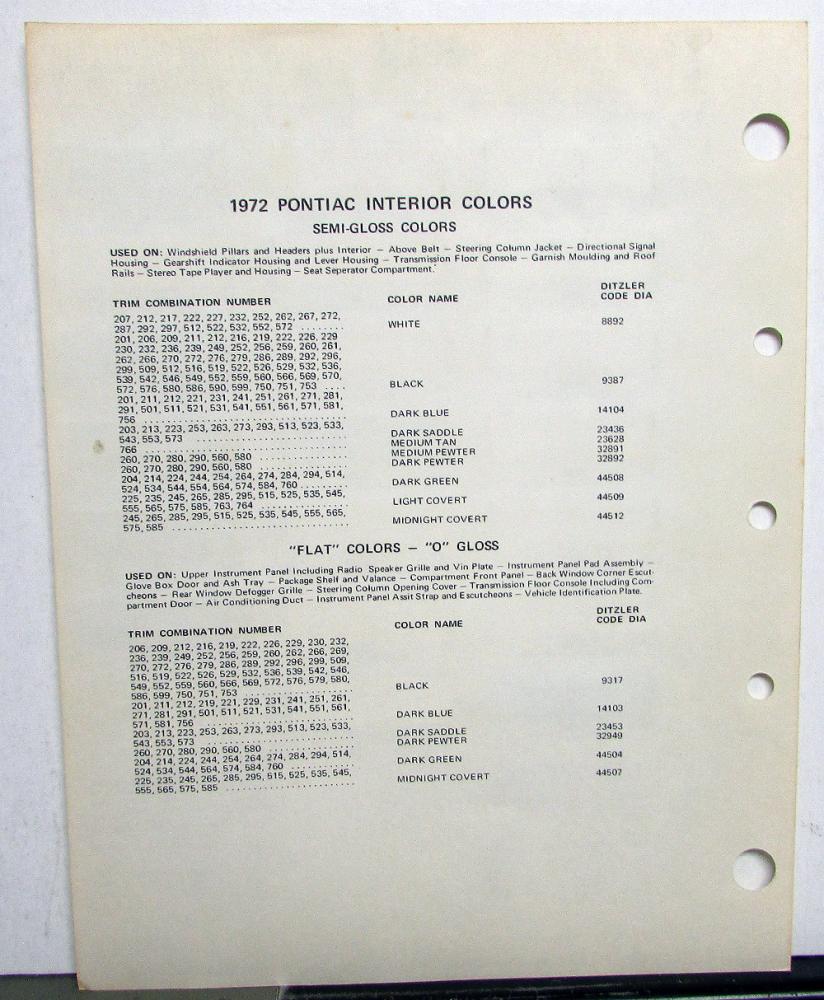 1972 PONTIAC INTERIOR COLORS
SEMI-GLOSS COLORS
USED ON: Windshield Pillars and Headers plus Interior — Above Belt — Steering Column Jacket — Directional Signal
Housing — Gearshift Indicator Housing and Lever Housing — Transmission Floor Console — Garnish Moulding and Roof
Rails — Stereo Tape Player and Housing — Seat Seperator Compartment.
TRIM COMBINATION NUMBER COLOR NAME DITZLER
CODE DIA
207, 212, 217, 222, 227, 232, 252, 262, 267, 272,
287, 292, 297, 512, 522, 532, 552, 572 ........ WHITE 8892
201, 206, 209, 211, 212, 216, 219, 222, 226, 229
230, 232, 236, 239, 249, 252, 256, 259, 260, 261,
262, 266, 270, 272, 276, 279, 286, 289, 292, 296,
299, 509, 512, 516, 519, 522, 526, 529, 532, 536,
539, 542, 546, 549, 552, 559, 560, 566, 569, 570,
572, 576, 580, 586, 590, 599, 750, 751, 753 .... BLACK 9387
201, 211, 212, 221, 231, 241, 251, 261, 271, 281,
291, 501, 511, 521, 531, 541, 551, 561, 571, 581,
756 .................... DARK BLUE 14104
203, 213, 223, 253, 263, 273, 293, 513, 523, 533,
543, 553, 573 .................... DARK SADDLE 23436
766 .................... MEDIUM TAN 23628
260, 270, 280, 290, 560, 580 .................... MEDIUM PEWTER 32891
260, 270, 280, 290, 560, 580 .................... DARK PEWTER 32892
204, 214, 224, 244, 254, 264, 274, 284, 294, 514,
524, 534, 544, 554, 564, 574, 584, 760 ......... DARK GREEN 44508
225, 235, 245, 265, 285, 295, 515, 525, 535, 545,
555, 565, 575, 585, 763, 764 .............. LIGHT COVERT 44509
245, 265, 285, 295, 515, 525, 535, 545, 555, 565,
575, 585 .................... MIDNIGHT COVERT 44512
"FLAT" COLORS — "O" GLOSS
USED ON: Upper Instrument Panel Including Radio Speaker Grille and Vin Plate — Instrument Panel Pad Assembly —
Glove Box Door and Ash Tray — Package Shelf and Valance — Compartment Front Panel — Back Window Corner Escut-
cheons — Rear Window Defogger Grille — Steering Column Opening Cover — Transmission Floor Console Including Com-
partment Door — Air Conditioning Duct — Instrument Panel Assit Strap and Escutcheons — Vehicle Identification Plate.
TRIM COMBINATION NUMBER COLOR NAME DITZLER
CODE DIA
206, 209, 212, 216, 219, 222, 226, 229, 230, 232,
236, 239, 249, 252, 256, 259, 260, 262, 266, 269,
270, 272, 276, 279, 286, 289, 292, 296, 299, 509,
516, 519, 522, 526, 529, 532, 536, 539, 542, 546,
549, 552, 559, 560, 566, 569, 572, 576, 579, 580,
586, 599, 750, 751, 753 .................... BLACK 9317
201, 211, 212, 219, 221, 229, 231, 241, 251, 261,
271, 281, 291, 501, 511, 521, 531, 541, 551, 561,
571, 581, 756 .................... DARK BLUE 14103
203, 213, 223, 253, 263, 273, 293, 513, 523, 533,
543, 553, 573 .................... DARK SADDLE 23453
260, 270, 280, 290, 560, 580 .................... DARK PEWTER 32949
204, 214, 224, 244, 254, 264, 274, 284, 294, 514,
524, 534, 544, 564, 574, 584, 760 ............ DARK GREEN 44504
225, 235, 245, 265, 285, 295, 515, 525, 535, 545,
555, 565, 575, 585 .................... MIDNIGHT COVERT 44507